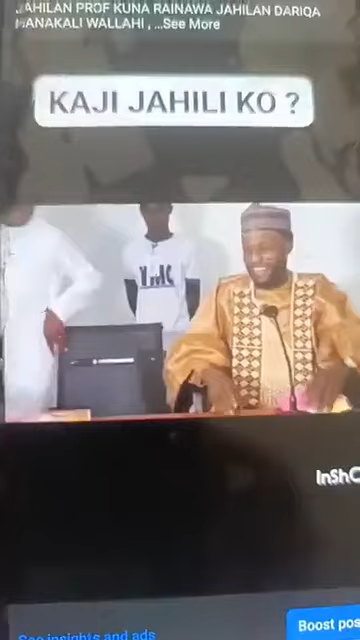 JAHILAN PROF KUNA RAINAWA JAHILAN DARIQA
MANAKALI WALLAHI , ...See More
KAJI JAHILI KO ?
InShO
See insights and ads
Boost pos